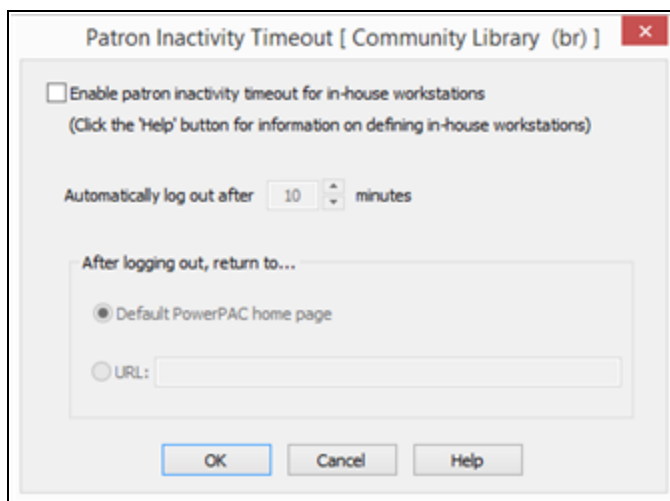 Patron Inactivity Timeout [ Community Library (br) ]
Enable patron inactivity timeout for in-house workstations
(Click the 'Help' button for information on defining in-house workstations)
Automatically log out after 10 minutes
After logging out, return to...
Default PowerPAC home page
URL:
OK Cancel Help